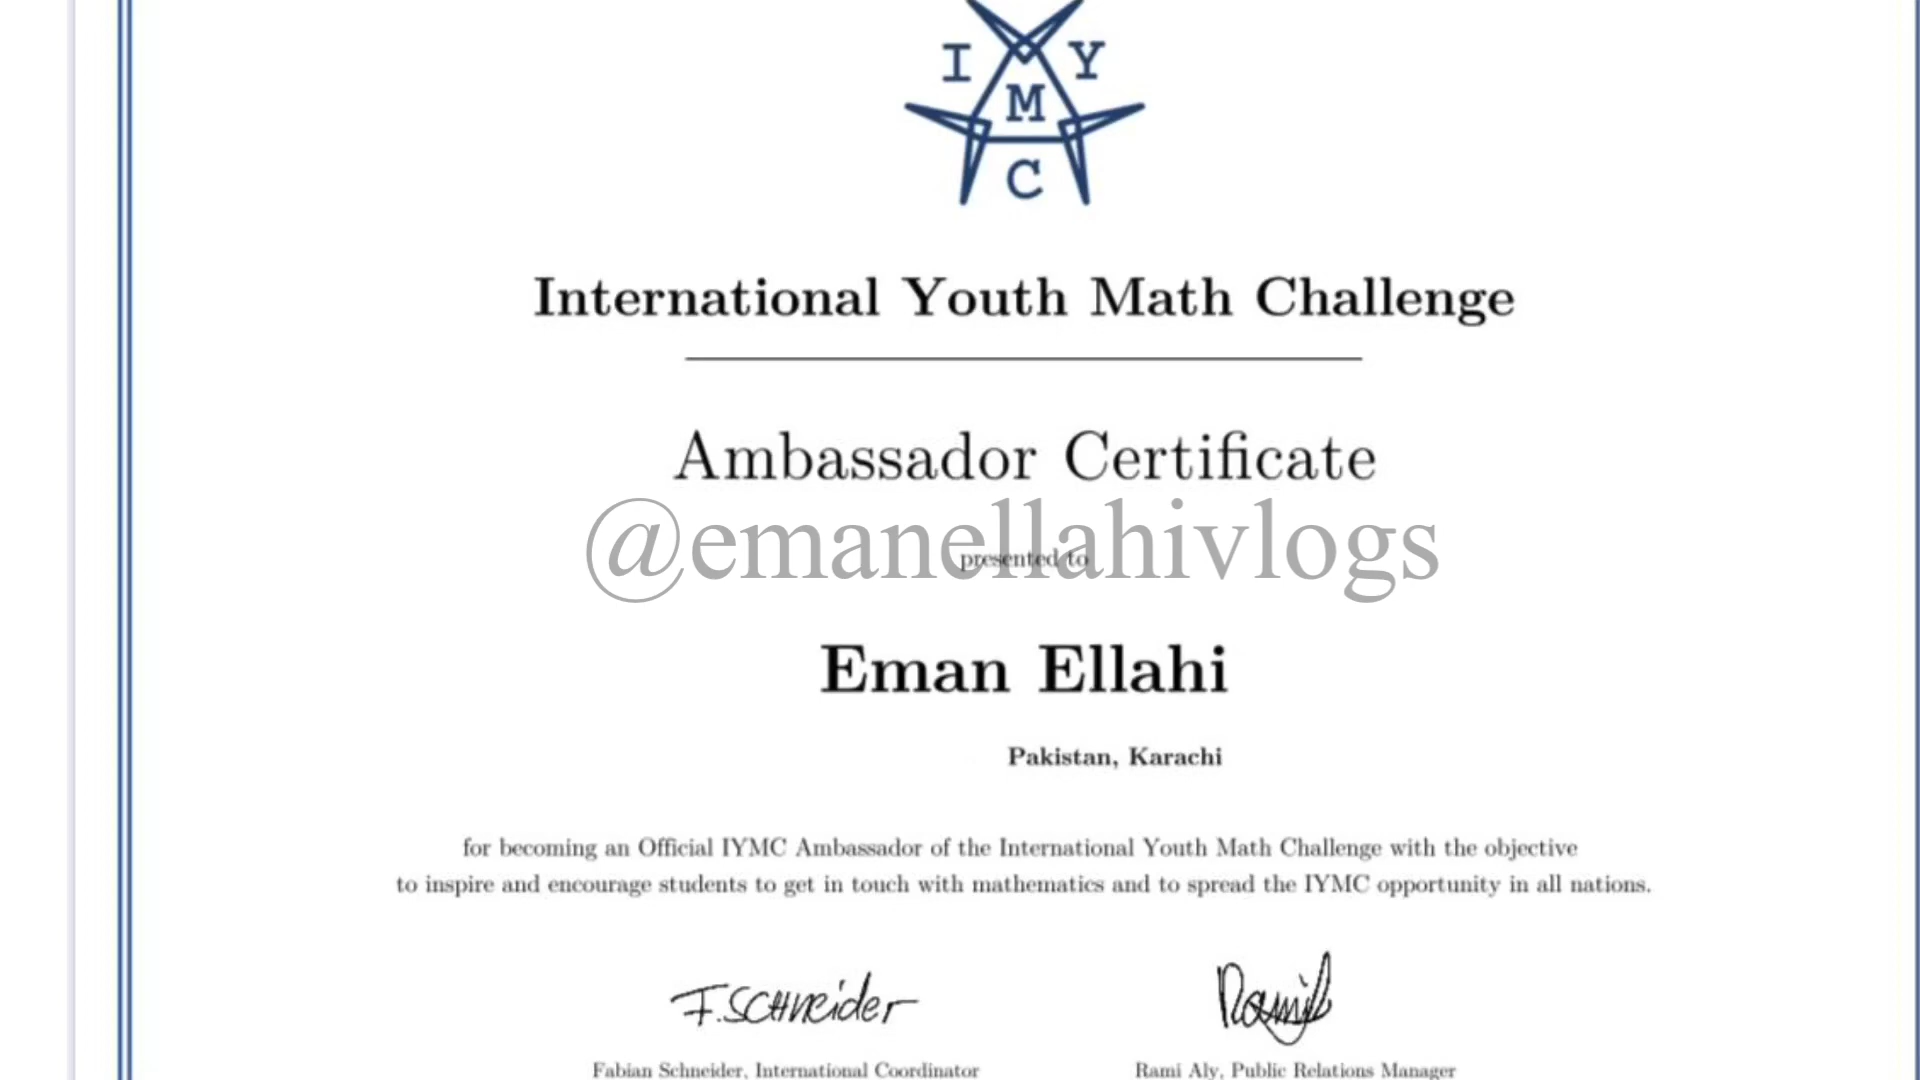 I Y
M
C
International Youth Math Challenge
Ambassador Certificate
@emanellahivlogs
presented to
Eman Ellahi
Pakistan, Karachi
for becoming an Official IYMC Ambassador of the International Youth Math Challenge with the objective
to inspire and encourage students to get in touch with mathematics and to spread the IYMC opportunity in all nations.
F. Schneider
Fabian Schneider, International Coordinator
Rami Aly, Public Relations Manager